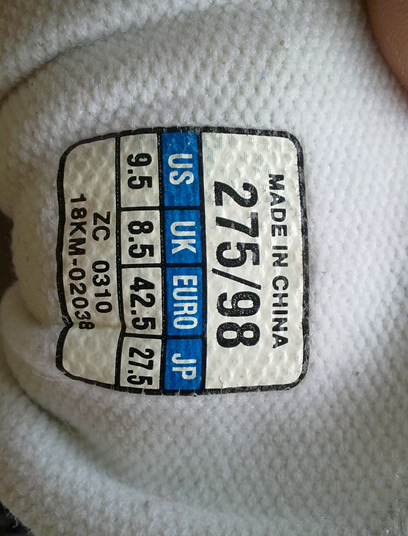 MADE IN CHINA
275/98
US UK EURO JP
9.5 8.5 42.5 27.5
ZC 0310
18KM-02038